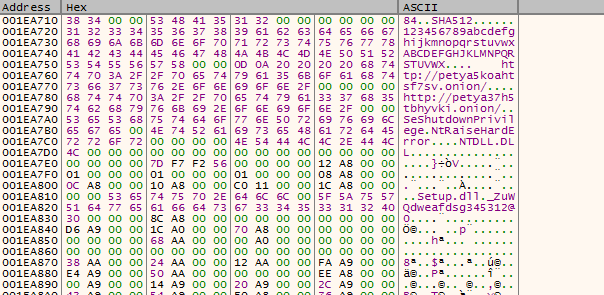 Address Hex ASCII
001EA710 38 34 00 00 53 48 41 35 31 32 00 00 00 00 00 00 84..SHA512......
001EA720 31 32 33 34 35 36 37 38 39 61 62 63 64 65 66 67 123456789abcdefg
001EA730 68 69 6A 6B 6D 6E 6F 70 71 72 73 74 75 76 77 78 hijkmnopqrstuvwx
001EA740 41 42 43 44 45 46 47 48 4A 4B 4C 4D 4E 50 51 52 ABCDEFGHJKLMNPQR
001EA750 53 54 55 56 57 58 00 00 0D 0A 20 20 20 20 68 74 STUVWX.... ht
001EA760 74 70 3A 2F 2F 70 65 74 79 61 35 6B 6F 61 68 74 tp://petya5koaht
001EA770 73 66 37 73 76 2E 6F 6E 69 6F 6E 2F 00 00 00 00 sf7sv.onion/....
001EA780 68 74 74 70 3A 2F 2F 70 65 74 79 61 33 37 68 35 http://petya37h5
001EA790 74 62 68 79 76 6B 69 2E 6F 6E 69 6F 6E 2F 00 00 tbhyvki.onion/..
001EA7A0 53 65 53 68 75 74 64 6F 77 6E 50 72 69 76 69 6C SeShutdownPrivil
001EA7B0 65 67 65 00 4E 74 52 61 69 73 65 48 61 72 64 45 ege.NtRaiseHardE
001EA7C0 72 72 6F 72 00 00 00 00 4E 54 44 4C 4C 2E 44 4C rror....NTDLL.DL
001EA7D0 4C 00 00 00 00 00 00 00 00 00 00 00 00 00 00 00 L...............
001EA7E0 00 00 00 00 7D F7 F2 56 00 00 00 00 12 A8 00 00 ....}÷òV.....¨..
001EA7F0 01 00 00 00 01 00 00 00 01 00 00 00 08 A8 00 00 .............¨..
001EA800 0C A8 00 00 10 A8 00 00 C0 11 00 00 1C A8 00 00 .¨...¨..À....¨..
001EA810 00 00 53 65 74 75 70 2E 64 6C 6C 00 5F 5A 75 57 ..Setup.dll._ZuW
001EA820 51 64 77 65 61 66 64 73 67 33 34 35 33 31 32 40 Qdweafdsg345312@
001EA830 30 00 00 00 8C A8 00 00 00 00 00 00 00 00 00 00 0....¨..........
001EA840 D6 A9 00 00 1C A0 00 00 70 A8 00 00 00 00 00 00 Ö©... ..p¨......
001EA850 00 00 00 00 68 AA 00 00 00 A0 00 00 00 00 00 00 ....hª... ......
001EA860 00 00 00 00 00 00 00 00 00 00 00 00 00 00 00 00 ................
001EA870 38 AA 00 00 24 AA 00 00 12 AA 00 00 FA A9 00 00 8ª..$ª...ª..ú©..
001EA880 E4 A9 00 00 50 AA 00 00 00 00 00 00 EE A8 00 00 ä©..Pª......î¨..
001EA890 00 A9 00 00 14 A9 00 00 20 A9 00 00 2C A9 00 00 .©...©.. ©..,©..